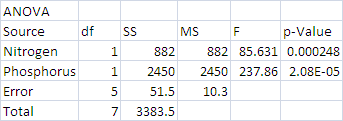 ANOVA
Source df SS MS F p-Value
Nitrogen 1 882 882 85.631 0.000248
Phosphorus 1 2450 2450 237.86 2.08E-05
Error 5 51.5 10.3
Total 7 3383.5